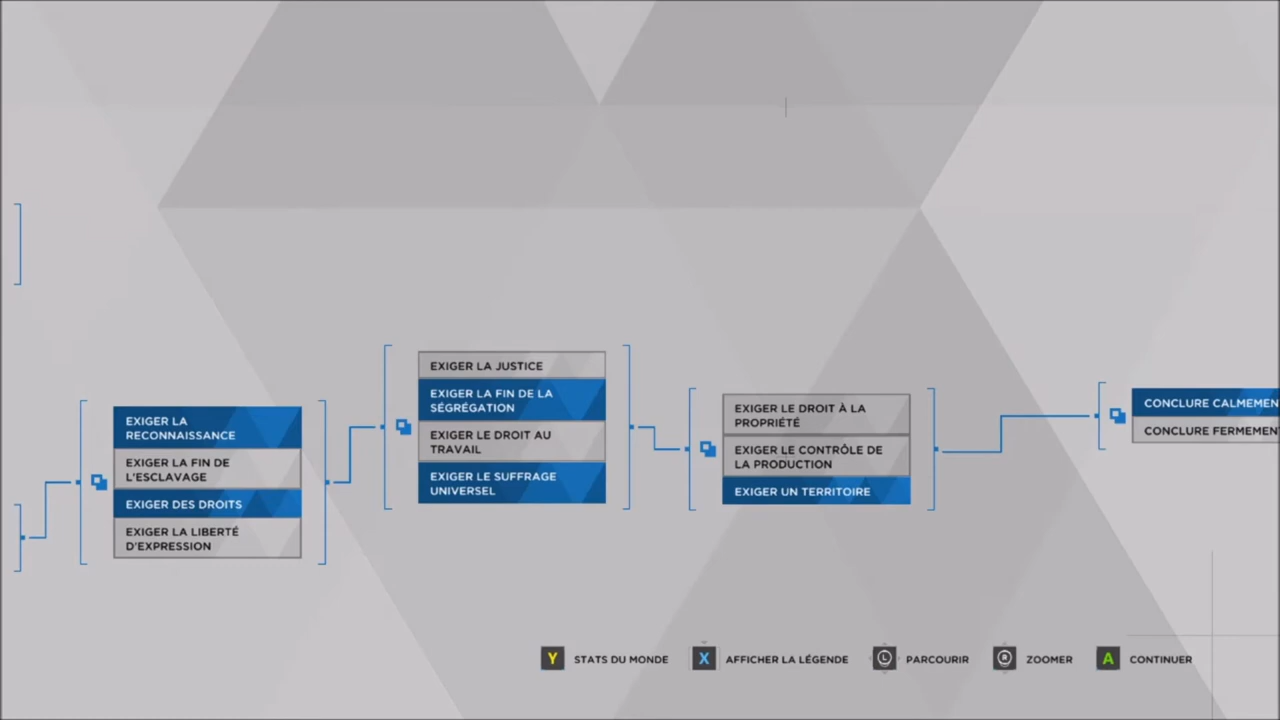 EXIGER LA
RECONNAISSANCE
EXIGER LA FIN DE
L'ESCLAVAGE
EXIGER DES DROITS
EXIGER LA LIBERTÉ
D'EXPRESSION
EXIGER LA JUSTICE
EXIGER LA FIN DE LA
SÉGRÉGATION
EXIGER LE DROIT AU
TRAVAIL
EXIGER LE SUFFRAGE
UNIVERSEL
EXIGER LE DROIT À LA
PROPRIÉTÉ
EXIGER LE CONTRÔLE DE
LA PRODUCTION
EXIGER UN TERRITOIRE
CONCLURE CALMEMEN
CONCLURE FERMEMEN
Y STATS DU MONDE X AFFICHER LA LÉGENDE L PARCOURIR R ZOOMER A CONTINUER